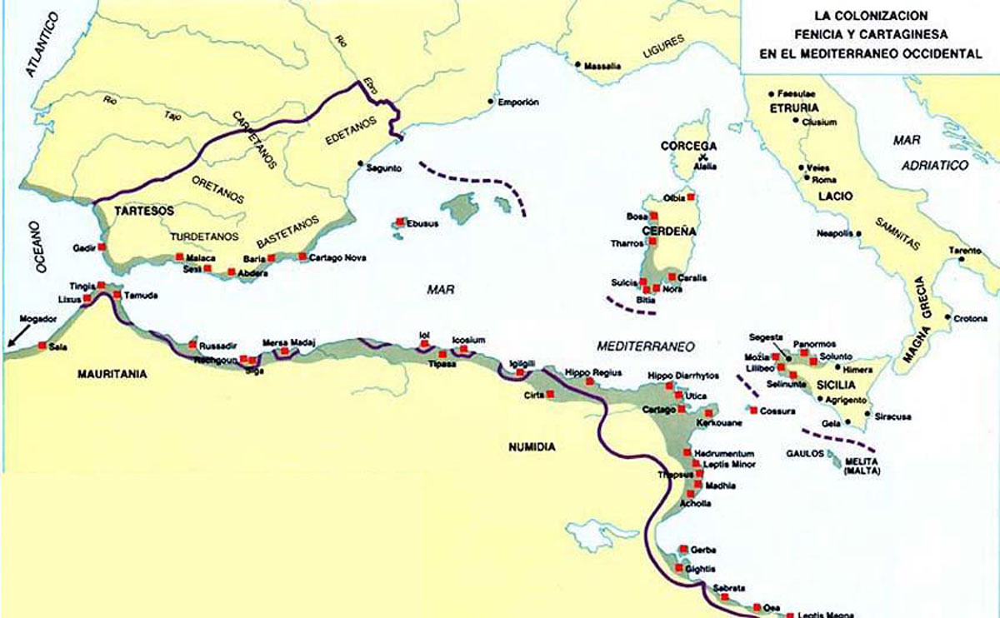 LA COLONIZACION
FENICIA Y CARTAGINESA
EN EL MEDITERRANEO OCCIDENTAL
ATLANTICO
OCEANO
Rio
Ebro
Rio
Tajo
CARPETANOS
EDETANOS
ORETANOS
TARTESOS
TURDETANOS
BASTETANOS
Emporión
Sagunto
Ebusus
Gadir
Malaca
Sexi
Abdera
Baria
Cartago Nova
Massalia
LIGURES
CORCEGA
Alalia
Olbia
Bosa
CERDEÑA
Tharros
Sulcis
Caralis
Nora
Bitia
Faesulae
ETRURIA
Clusium
Veies
Roma
LACIO
MAR
ADRIATICO
SAMNITAS
Neapolis
Tarento
MAGNA GRECIA
Crotona
MAR
MEDITERRANEO
Tingis
Lixus
Tamuda
Mogador
Sala
MAURITANIA
Russadir
Rachgoun
Siga
Mersa Madaj
Iol
Tipasa
Icosium
Igilgili
Cirta
Hippo Regius
NUMIDIA
Hippo Diarrhytos
Utica
Cartago
Kerkouane
Segesta
Panormos
Mozia
Solunto
Lilibeo
Himera
Selinunte
SICILIA
Agrigento
Siracusa
Gela
Cossura
GAULOS
MELITA
(MALTA)
Hadrumentum
Leptis Minor
Thapsus
Madhia
Acholla
Gerba
Gightis
Sabrata
Oea
Leptis Magna